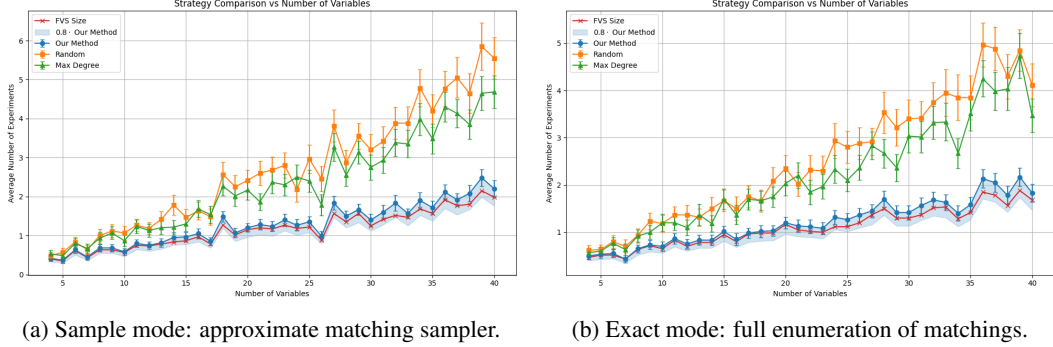 Strategy Comparison vs Number of Variables
FVS Size
0.8 · Our Method
Our Method
Random
Max Degree
Average Number of Experiments
6
5
4
3
2
1
0
5
10
15
20
25
30
35
40
Number of Variables
(a) Sample mode: approximate matching sampler.
Strategy Comparison vs Number of Variables
FVS Size
0.8 · Our Method
Our Method
Random
Max Degree
Average Number of Experiments
5
4
3
2
1
5
10
15
20
25
30
35
40
Number of Variables
(b) Exact mode: full enumeration of matchings.